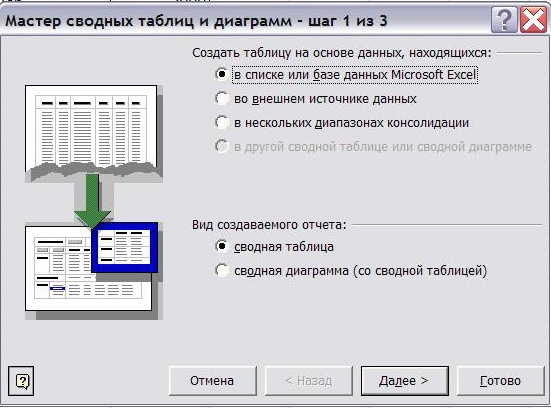 Мастер сводных таблиц и диаграмм - шаг 1 из 3
Создать таблицу на основе данных, находящихся:
в списке или базе данных Microsoft Excel
во внешнем источнике данных
в нескольких диапазонах консолидации
в другой сводной таблице или сводной диаграмме
Вид создаваемого отчета:
сводная таблица
сводная диаграмма (со сводной таблицей)
Отмена
< Назад
Далее >
Готово